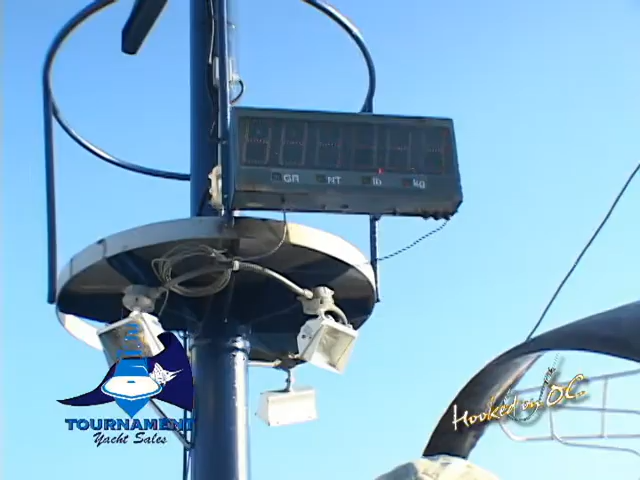 GR NT lb kg
Hooked on OC
TOURNAMENT
Yacht Sales